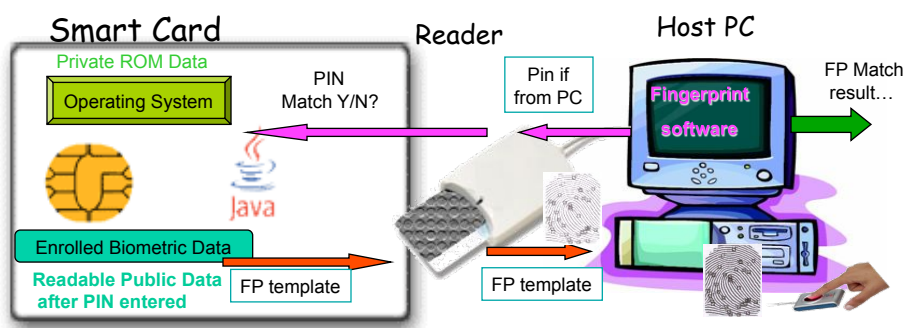 Smart Card
Reader
Host PC
Private ROM Data
Operating System
PIN
Match Y/N?
Pin if
from PC
Fingerprint
software
FP Match
result…
Java
Enrolled Biometric Data
Readable Public Data
after PIN entered
FP template
FP template